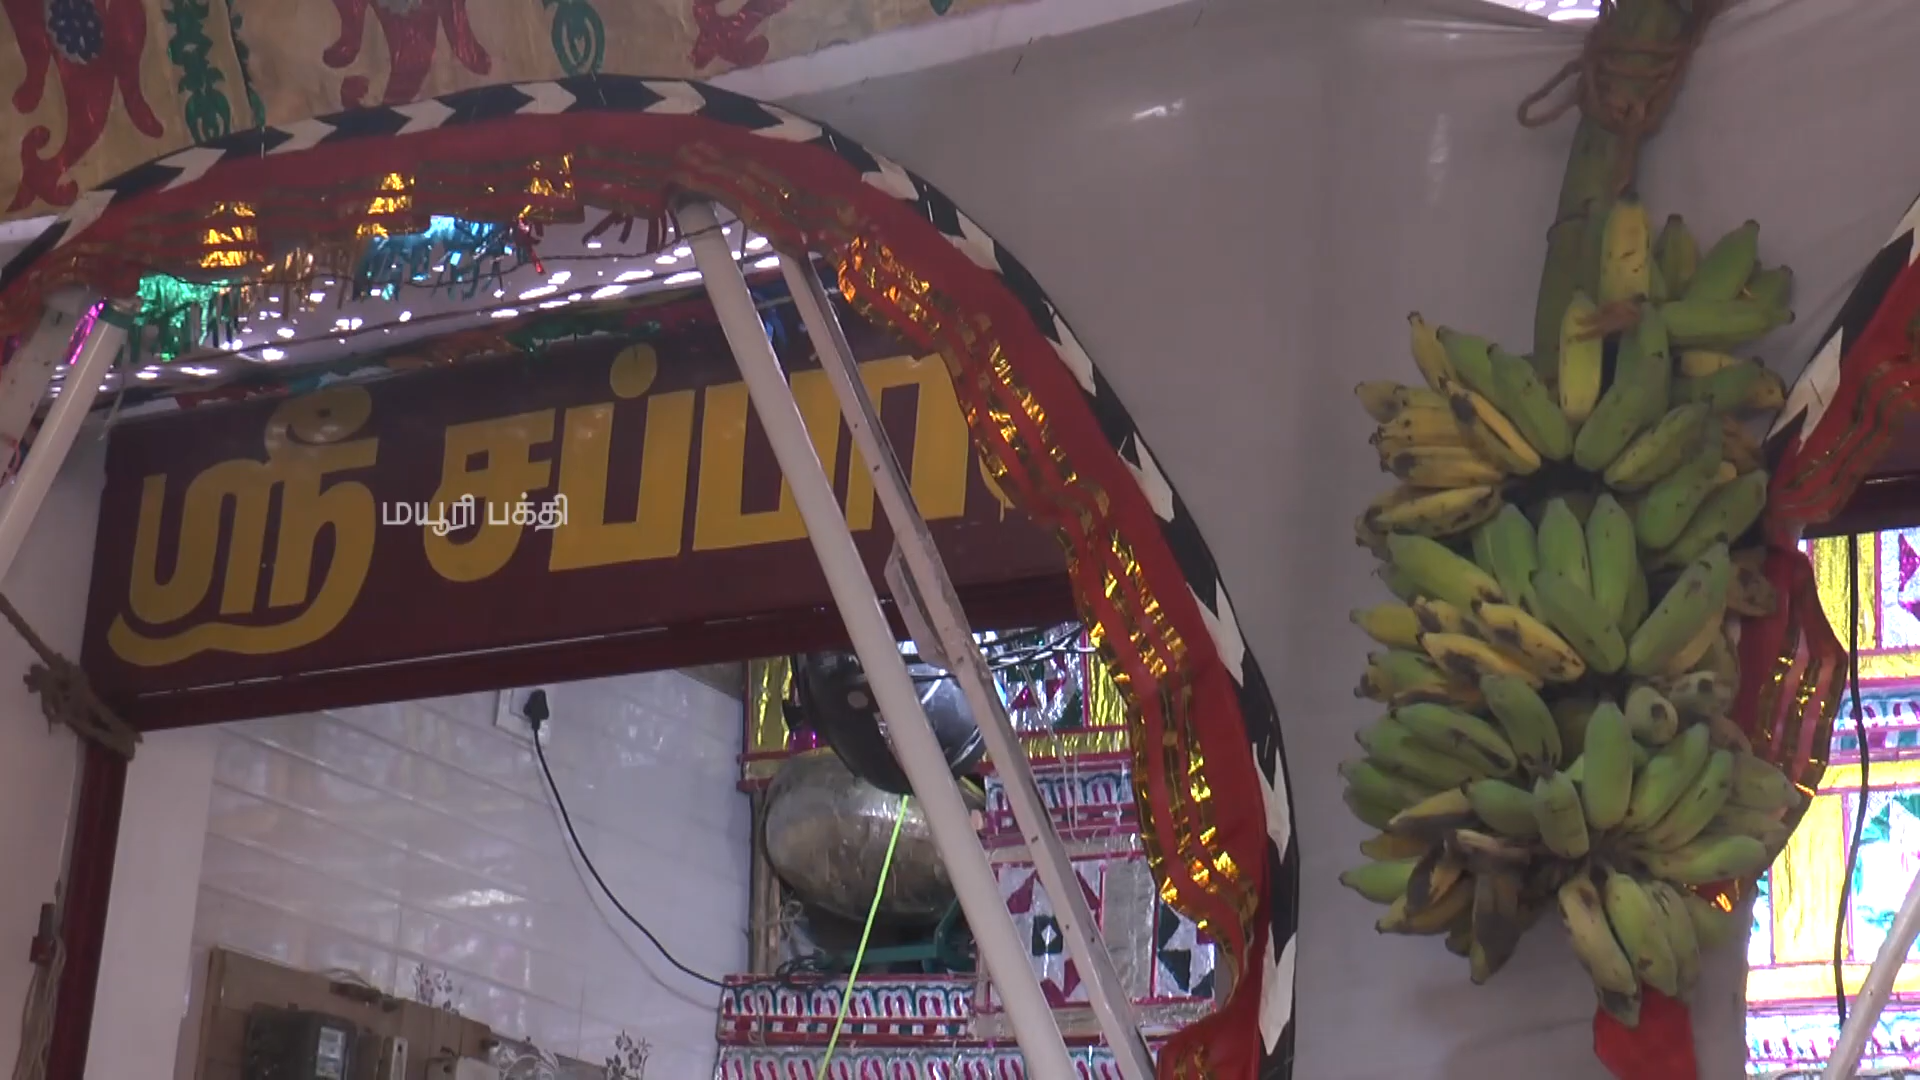 ஸ்ரீ சப்பா
மயூரி பக்தி